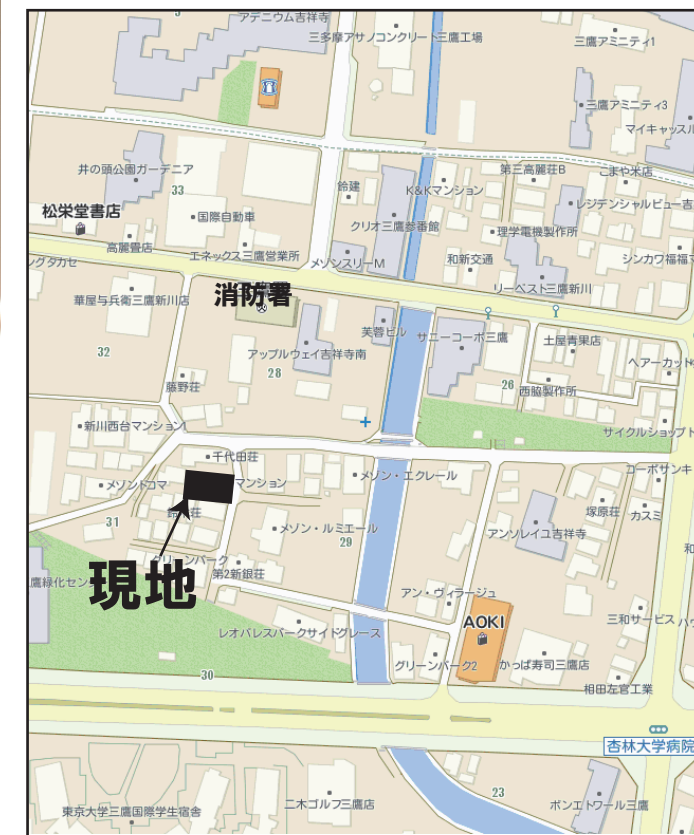 アデニウム吉祥寺
三多摩アサノコンクリート三鷹工場
三鷹アミニティ1
三鷹アミニティ3
マイキャッスル
井の頭公園ガーデニア
33
鈴建
K&Kマンション
第三高麗荘B
こまや米店
松栄堂書店
国際自動車
クリオ三鷹参番館
レジデンシャルビュー吉
理学電機製作所
高麗畳店
エネックス三鷹営業所
メゾンスリーM
和新交通
シンカワ福福マ
ングタカセ
華屋与兵衛三鷹新川店
消防署
リーベスト三鷹新川
芙蓉ビル
サニーコーポ三鷹
土屋青果店
32
アップルウェイ吉祥寺南
28
ヘアーカット
藤野荘
26
西脇製作所
新川西台マンション
サイクルショップト
千代田荘
メゾンドコマ
マンション
メゾン・エクレール
コーポサンキ
31
塚原荘
カスミ
メゾン・ルミエール
29
アンソレイユ吉祥寺
グリーンパーク
第2新銀荘
鷹緑化セン
現地
アン・ヴィラージュ
和
レオパレスパークサイドグレース
AOKI
三和サービス
グリーンパーク2
かっぱ寿司三鷹店
30
相田左官工業
杏林大学病院
東京大学三鷹国際学生宿舎
二木ゴルフ三鷹店
23
ボンエトワール三鷹